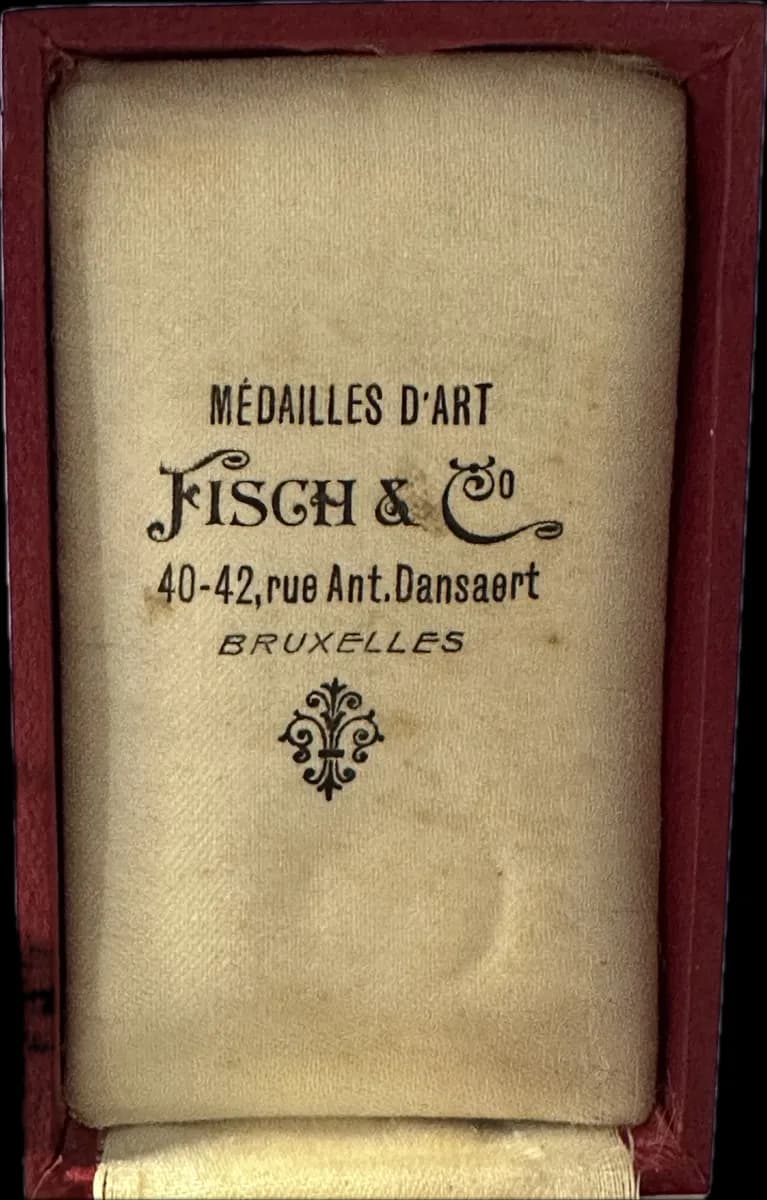 MÉDAILLES D'ART
FISCH & Co
40-42, rue Ant. Dansaert
BRUXELLES